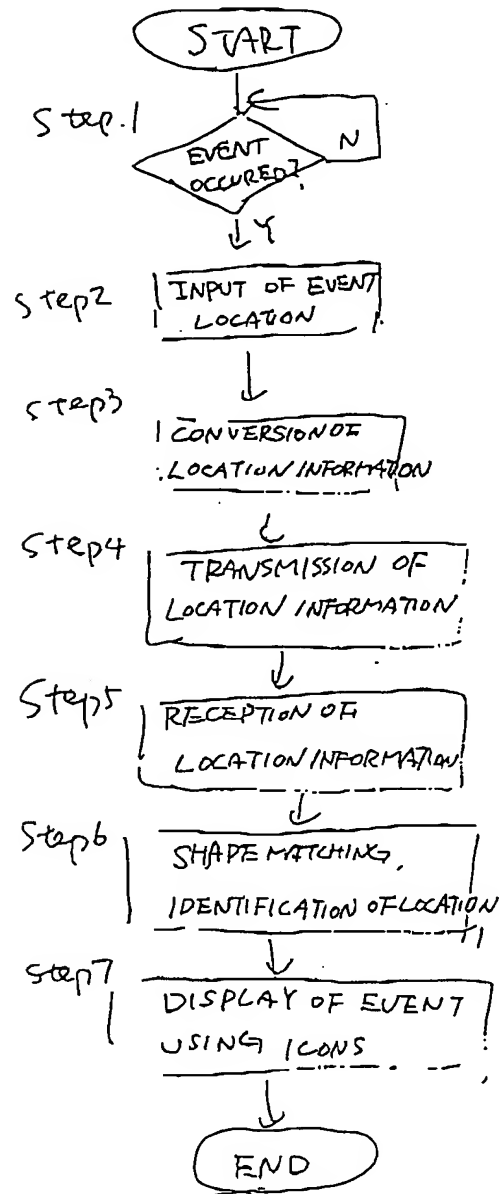 START
Step.1
EVENT
OCCURED?
N
Y
Step2
INPUT OF EVENT
LOCATION
Step3
CONVERSION OF
LOCATION INFORMATION
Step4
TRANSMISSION OF
LOCATION INFORMATION
Step5
RECEPTION OF
LOCATION INFORMATION
Step6
SHAPE MATCHING,
IDENTIFICATION OF LOCATION
Step7
DISPLAY OF EVENT
USING ICONS
END